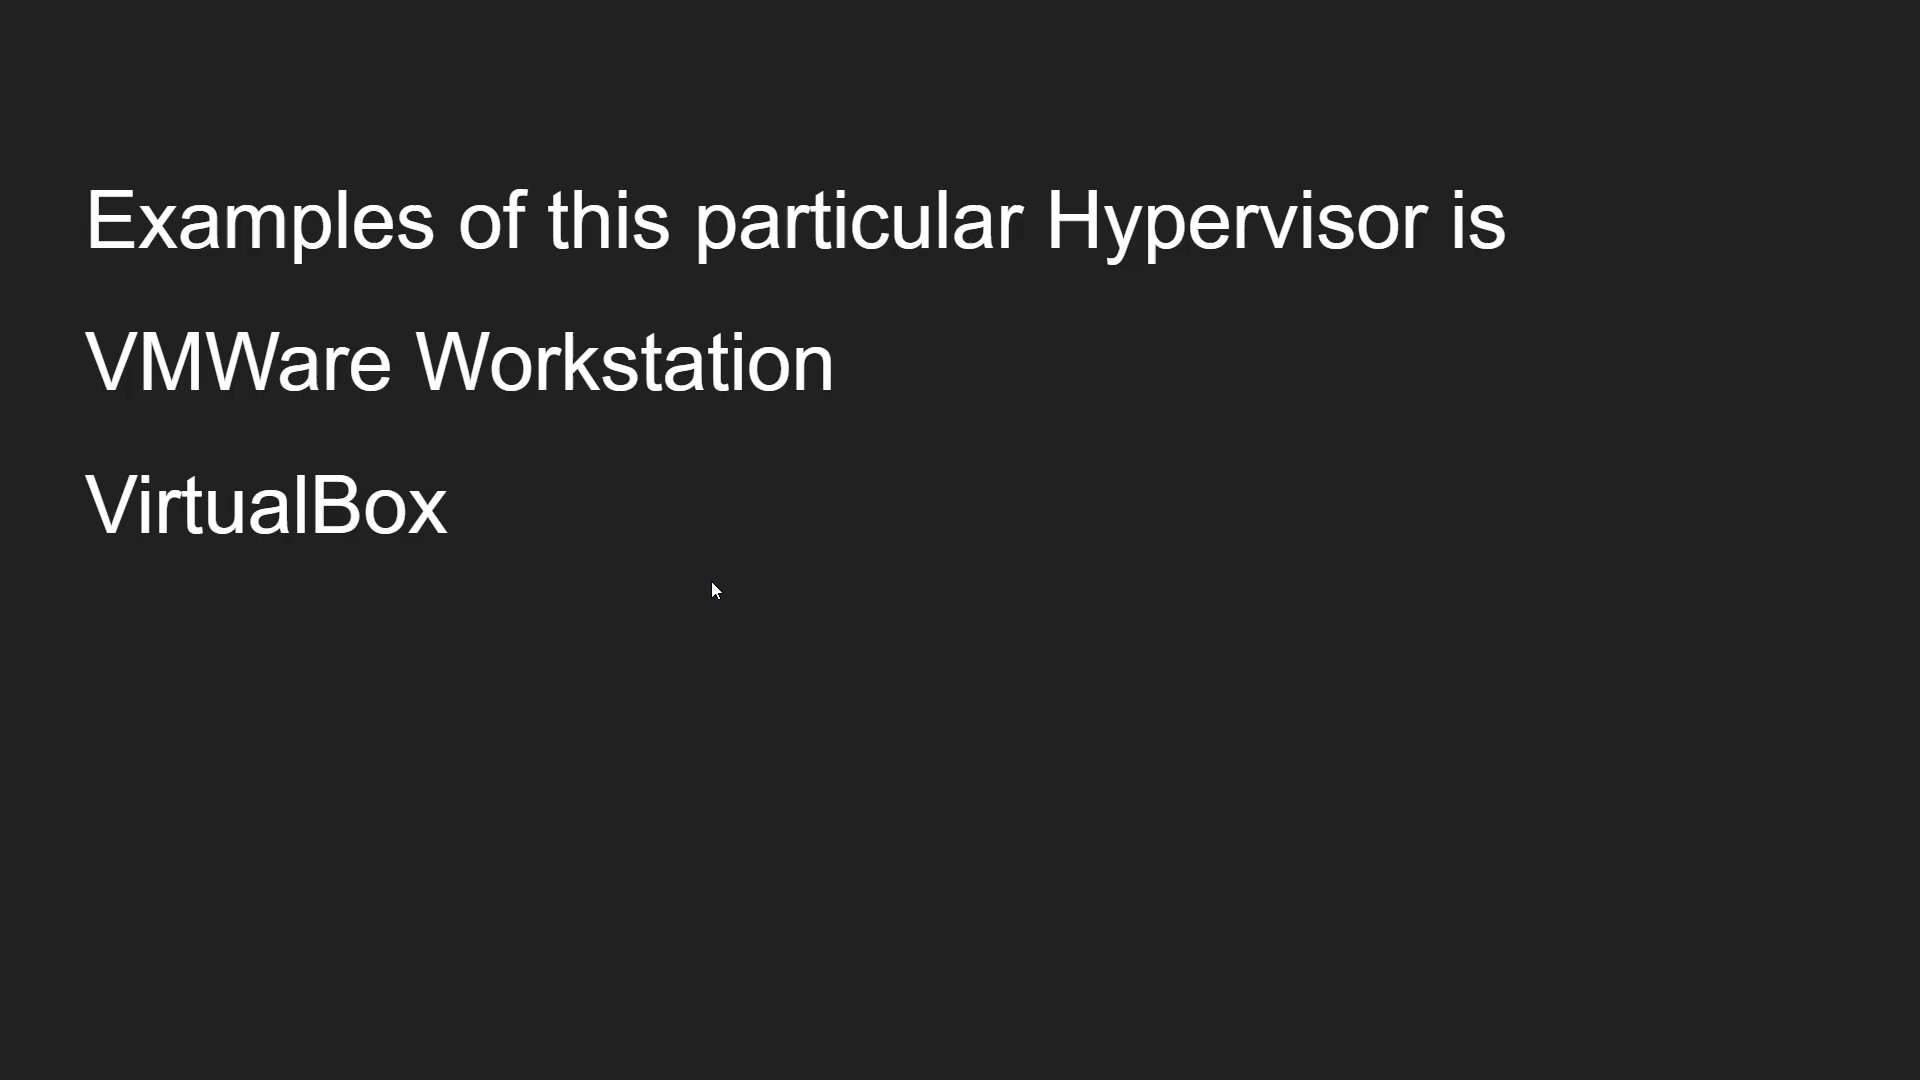 Examples of this particular Hypervisor is
VMWare Workstation
VirtualBox